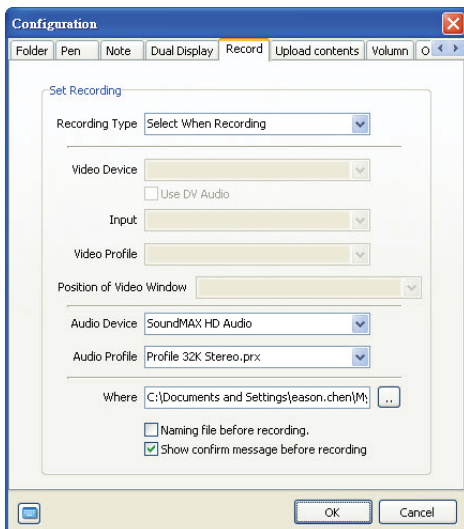 Configuration
Folder Pen Note Dual Display Record Upload contents Volumn O
Set Recording
Recording Type Select When Recording
Video Device
Use DV Audio
Input
Video Profile
Position of Video Window
Audio Device SoundMAX HD Audio
Audio Profile Profile 32K Stereo.prx
Where C:\Documents and Settings\eason.chen\My ..
Naming file before recording.
Show confirm message before recording
OK Cancel